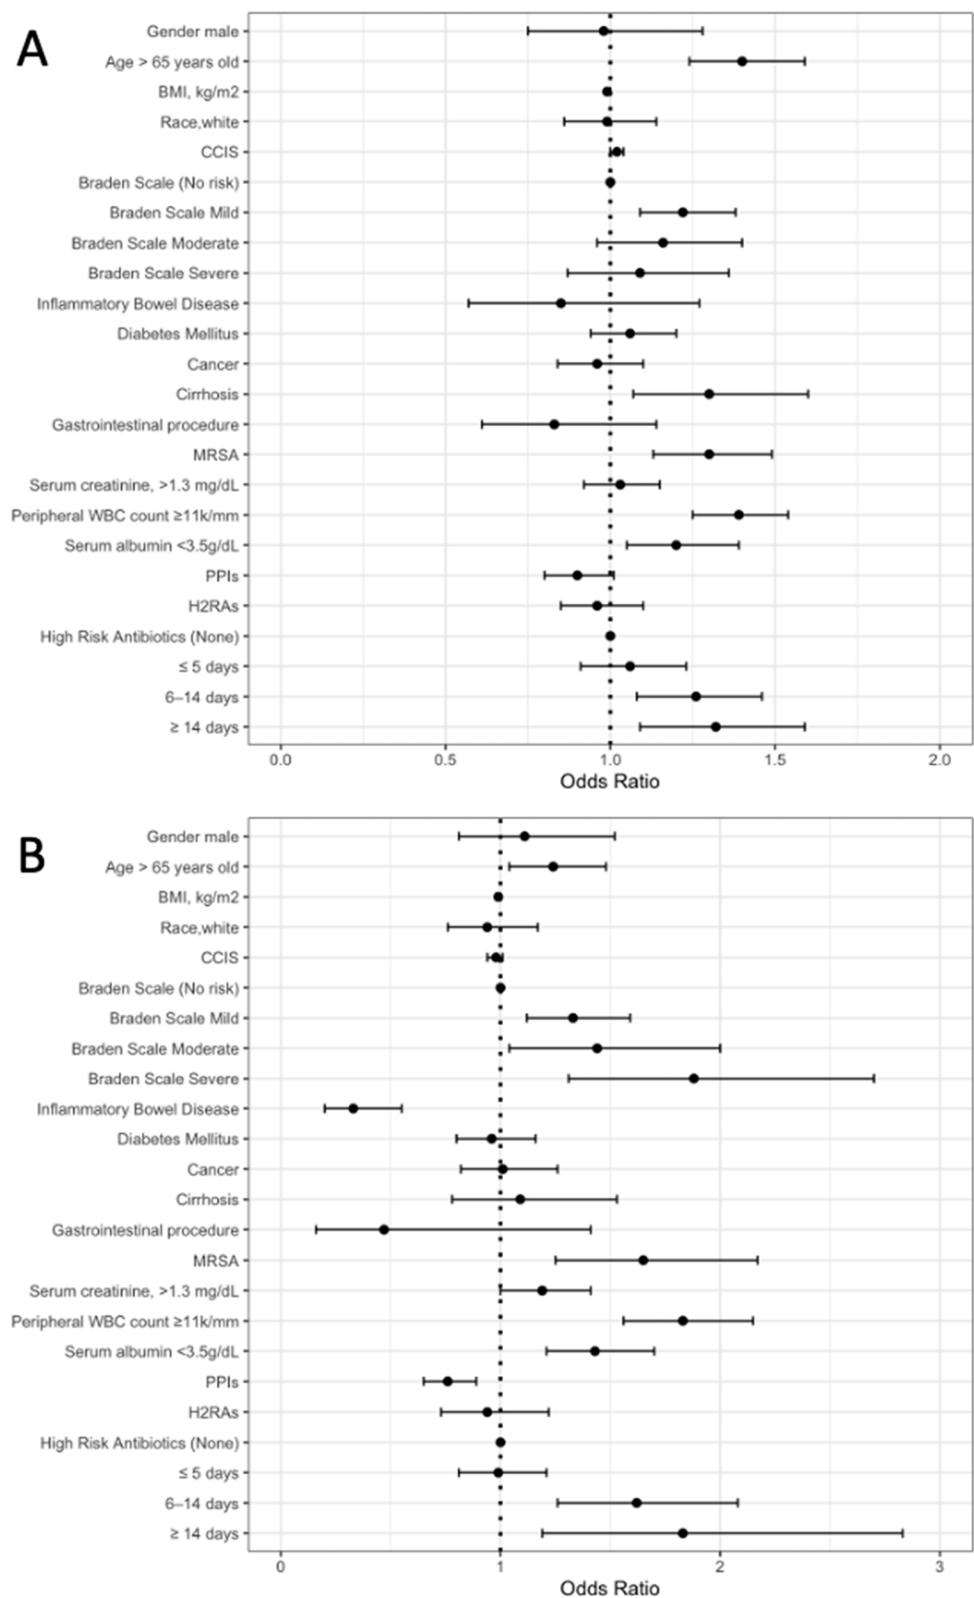 A
Gender male
Age > 65 years old
BMI, kg/m2
Race,white
CCIS
Braden Scale (No risk)
Braden Scale Mild
Braden Scale Moderate
Braden Scale Severe
Inflammatory Bowel Disease
Diabetes Mellitus
Cancer
Cirrhosis
Gastrointestinal procedure
MRSA
Serum creatinine, >1.3 mg/dL
Peripheral WBC count ≥11k/mm
Serum albumin <3.5g/dL
PPIs
H2RAs
High Risk Antibiotics (None)
≤ 5 days
6–14 days
≥ 14 days
0.0 0.5 1.0 1.5 2.0
Odds Ratio
B
Gender male
Age > 65 years old
BMI, kg/m2
Race,white
CCIS
Braden Scale (No risk)
Braden Scale Mild
Braden Scale Moderate
Braden Scale Severe
Inflammatory Bowel Disease
Diabetes Mellitus
Cancer
Cirrhosis
Gastrointestinal procedure
MRSA
Serum creatinine, >1.3 mg/dL
Peripheral WBC count ≥11k/mm
Serum albumin <3.5g/dL
PPIs
H2RAs
High Risk Antibiotics (None)
≤ 5 days
6–14 days
≥ 14 days
0 1 2 3
Odds Ratio